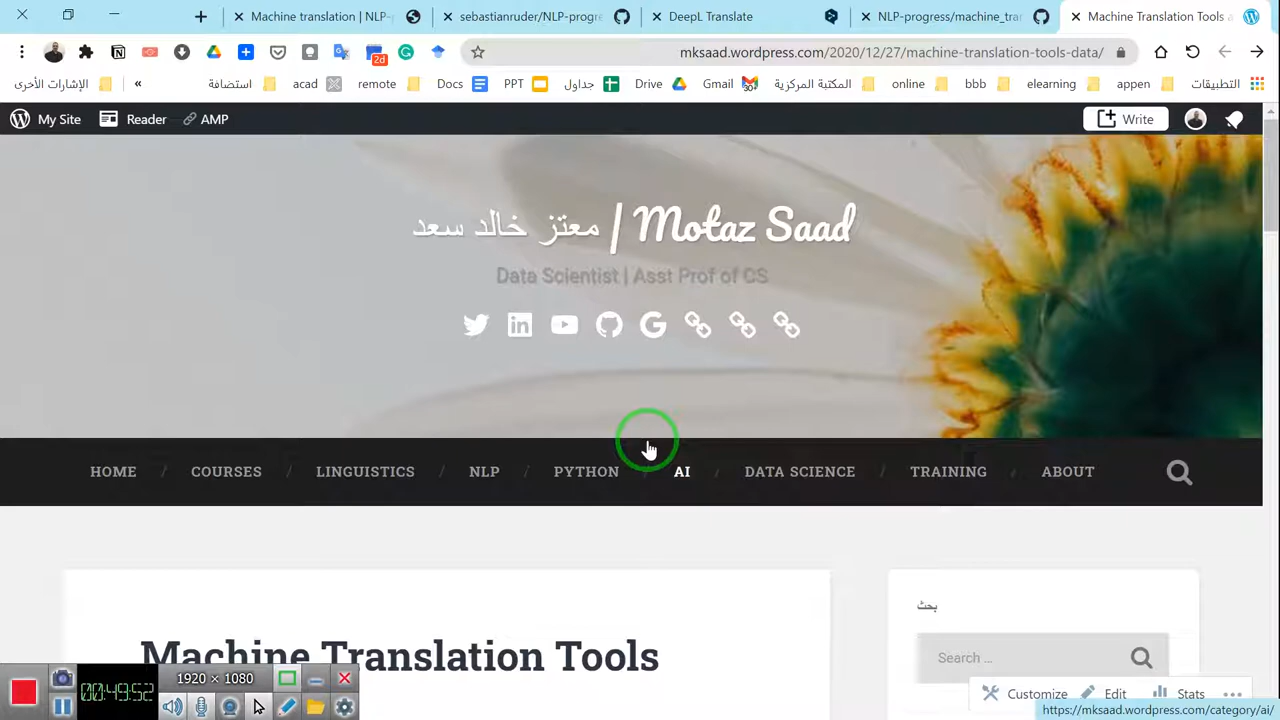 Machine translation | NLP-p
sebastianruder/NLP-progre
DeepL Translate
NLP-progress/machine_tra
Machine Translation Tools a
mksaad.wordpress.com/2020/12/27/machine-translation-tools-data/
2d
الإشارات الأخرى
»
استضافة
acad
remote
Docs
PPT
جداول
Drive
Gmail
المكتبة المركزية
online
bbb
elearning
appen
التطبيقات
My Site
Reader
AMP
Write
معتز خالد سعد | Motaz Saad
Data Scientist | Asst Prof of CS
HOME / COURSES / LINGUISTICS / NLP / PYTHON / AI / DATA SCIENCE / TRAINING / ABOUT
Machine Translation Tools
بحث
Search …
00:49:52
1920 × 1080
Customize
Edit
Stats
https://mksaad.wordpress.com/category/ai/